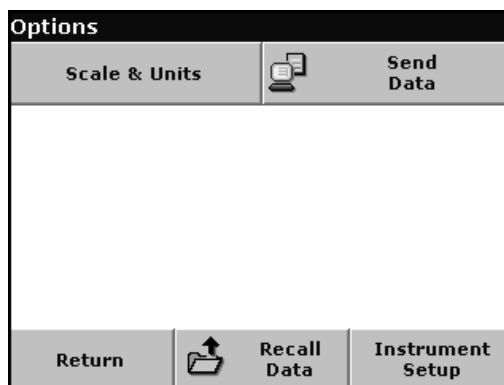 Options
Scale & Units
Send
Data
Return
Recall
Data
Instrument
Setup